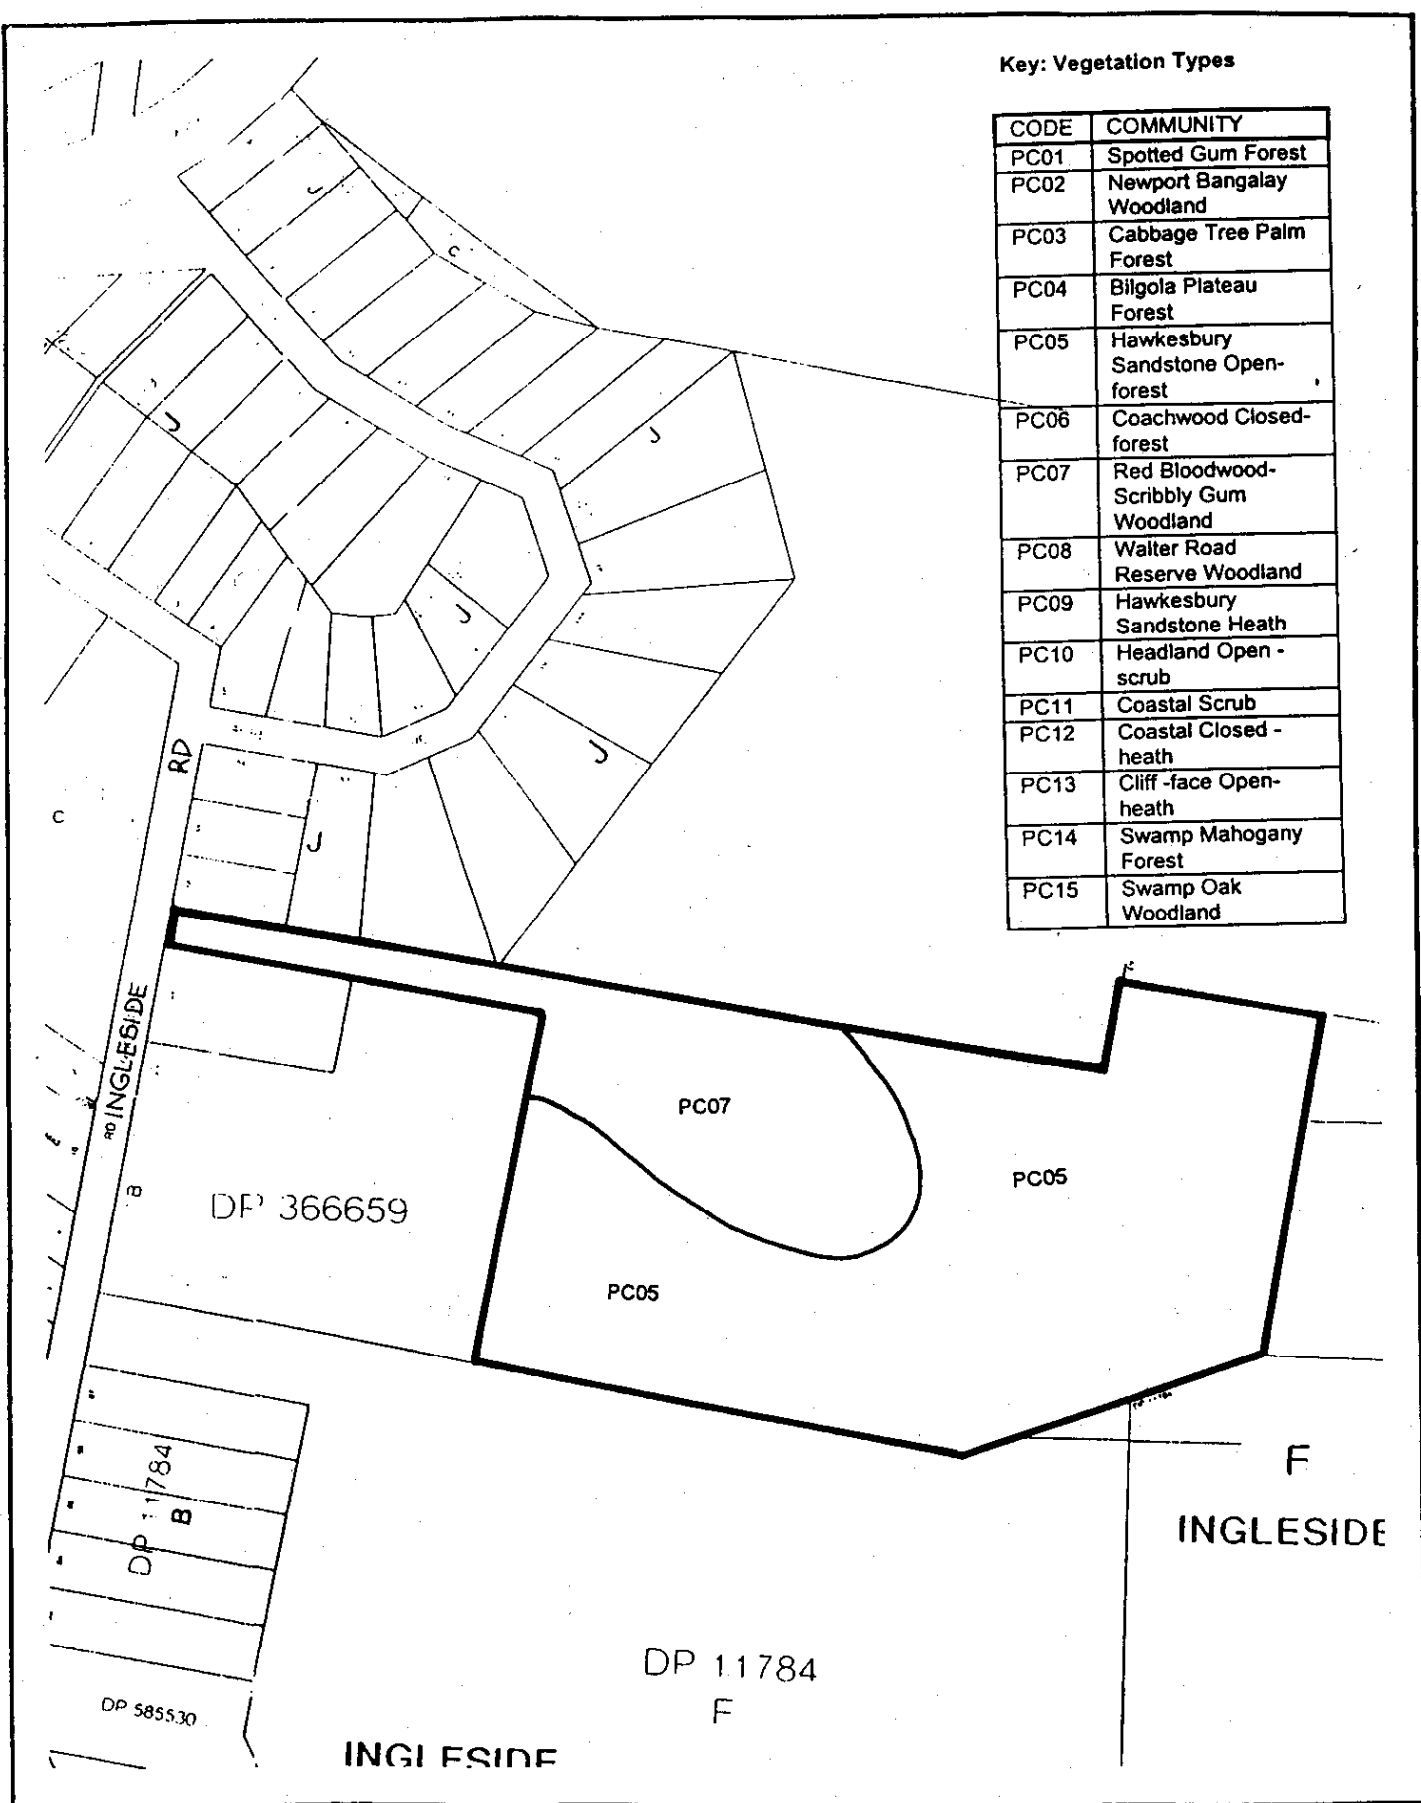 Key: Vegetation Types
CODE COMMUNITY
PC01 Spotted Gum Forest
PC02 Newport Bangalay
Woodland
PC03 Cabbage Tree Palm
Forest
PC04 Bilgola Plateau
Forest
PC05 Hawkesbury
Sandstone Open-
forest
PC06 Coachwood Closed-
forest
PC07 Red Bloodwood-
Scribbly Gum
Woodland
PC08 Walter Road
Reserve Woodland
PC09 Hawkesbury
Sandstone Heath
PC10 Headland Open -
scrub
PC11 Coastal Scrub
PC12 Coastal Closed -
heath
PC13 Cliff -face Open-
heath
PC14 Swamp Mahogany
Forest
PC15 Swamp Oak
Woodland
C
J
J
J
J
RD
C
J
INGLESIDE
RD
PC07
PC05
B
DP 366659
PC05
DP 11784
B
F
INGLESIDE
DP 11784
F
DP 585530
INGLESIDE